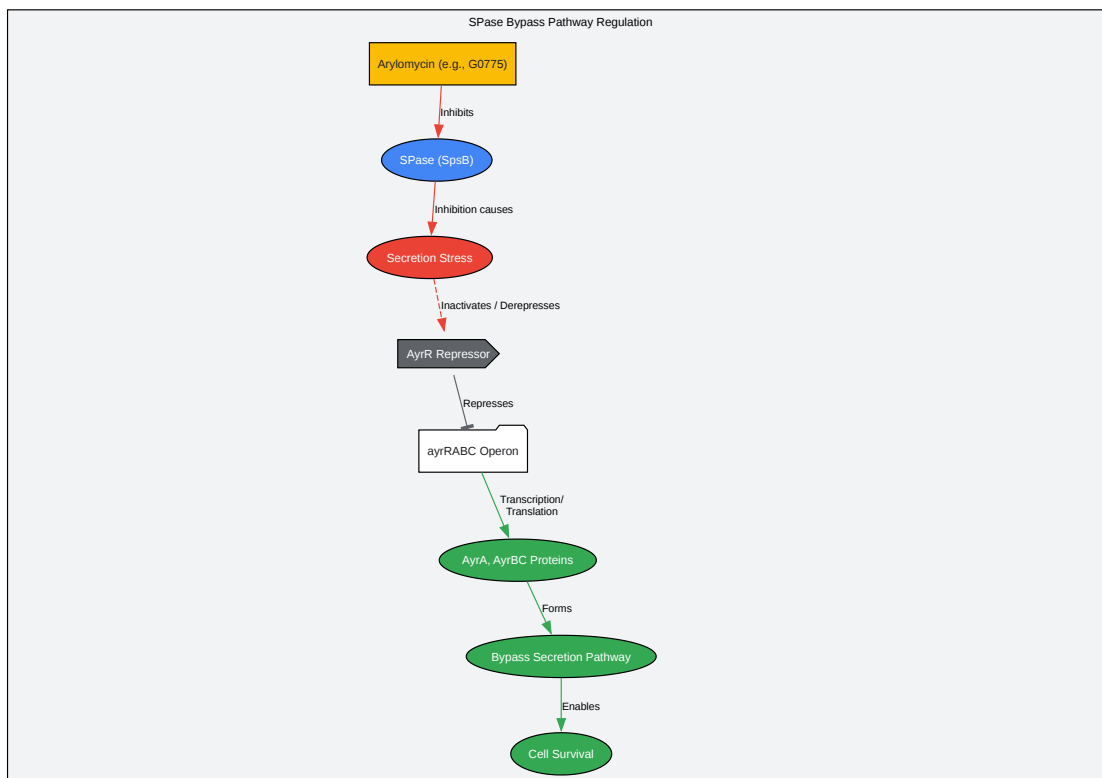 SPase Bypass Pathway Regulation
Arylomycin (e.g., G0775)
Inhibits
SPase (SpsB)
Inhibition causes
Secretion Stress
Inactivates / Derepresses
AyrR Repressor
Represses
ayrRABC Operon
Transcription/
Translation
AyrA, AyrBC Proteins
Forms
Bypass Secretion Pathway
Enables
Cell Survival